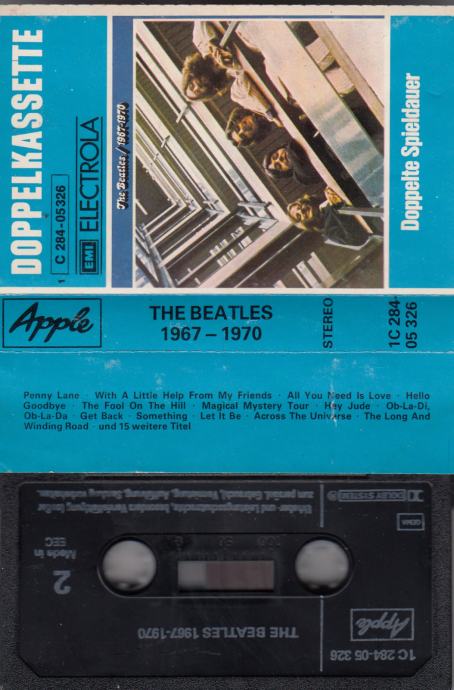 DOPPELKASSETTE
1 C 284-05326
EMI ELECTROLA
The Beatles/1967-1970
Doppelte Spieldauer
Apple
THE BEATLES
1967 – 1970
STEREO
1C 284-
05 326
Penny Lane · With A Little Help From My Friends · All You Need Is Love · Hello
Goodbye · The Fool On The Hill · Magical Mystery Tour · Hey Jude · Ob-La-Di,
Ob-La-Da · Get Back · Something · Let It Be · Across The Universe · The Long And
Winding Road · und 15 weitere Titel
1C 284-05 326
Apple
THE BEATLES 1967-1970
2
Made in
EEC
GEMA
DOLBY SYSTEM